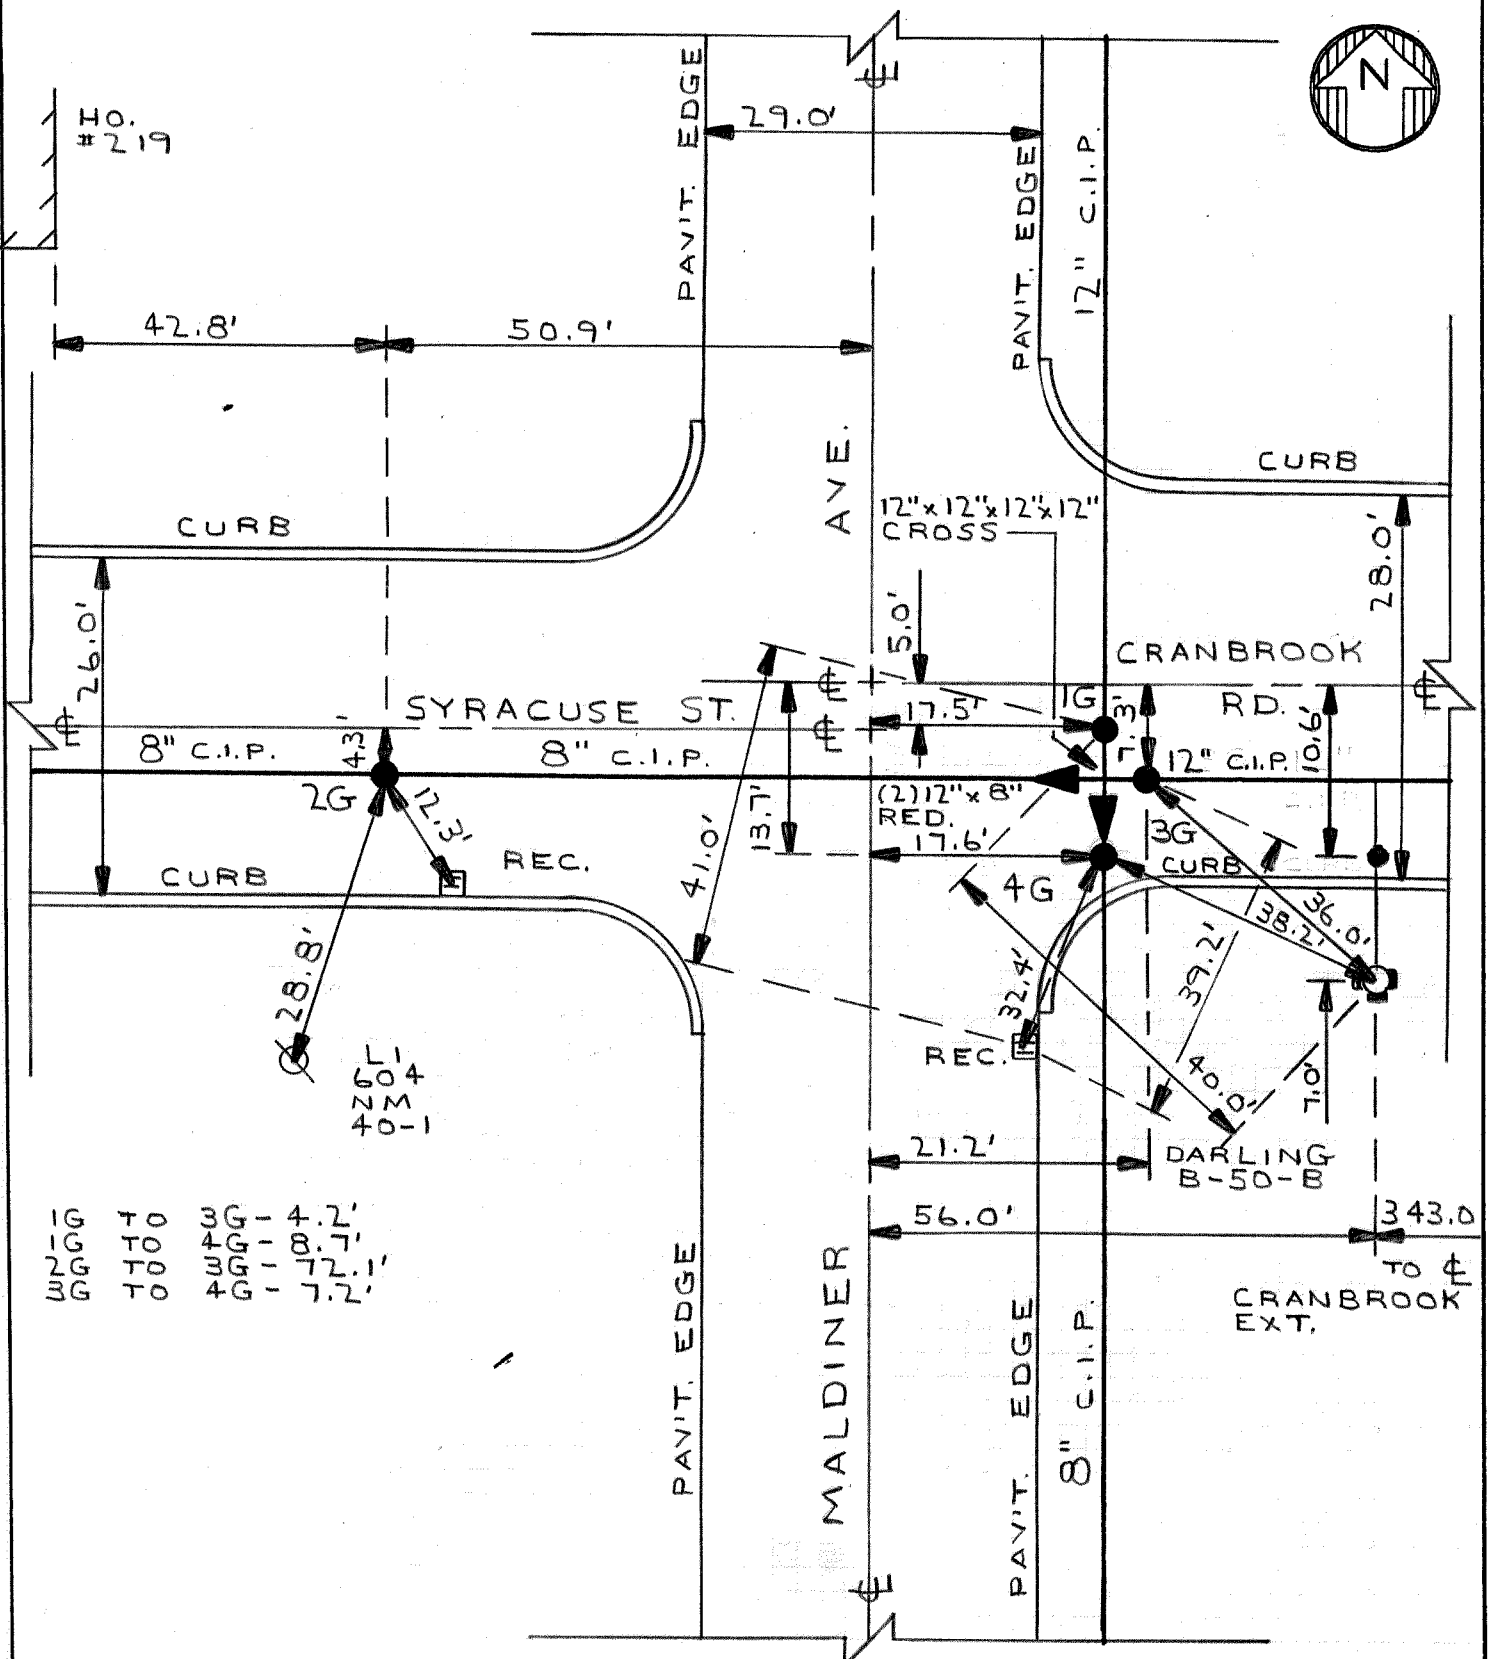 N
HO.
#219
PAV'T. EDGE
29.0'
PAV'T. EDGE
12" C.I.P.
42.8'
50.9'
CURB
CURB
AVE.
12"x12"x12"x12"
CROSS
28.0'
26.0'
5.0'
CRANBROOK
RD.
SYRACUSE ST.
17.5'
1G
7.3'
10.6'
4.3'
8" C.I.P.
8" C.I.P.
12" C.I.P.
2G
12.3'
13.7'
(2)12"x8"
RED.
17.6'
3G
CURB
4G
41.0'
REC.
CURB
28.8'
36.0'
38.2'
39.2'
32.4'
REC.
40.0'
7.0'
L1
604
NM
40-1
21.2'
DARLING
B-50-B
56.0'
343.0
TO ℄
CRANBROOK
EXT.
1G TO 3G- 4.2'
1G TO 4G- 8.7'
2G TO 3G- 72.1'
3G TO 4G- 7.2'
PAV'T. EDGE
MALDINER
PAV'T. EDGE
8" C.I.P.
℄
℄
℄
℄
℄
℄